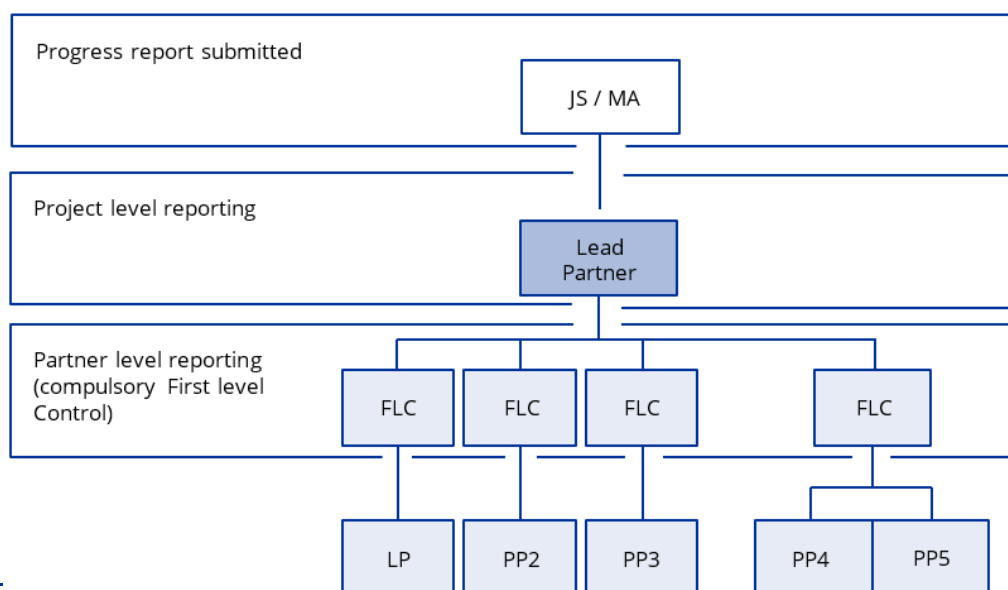 Progress report submitted
JS / MA
Project level reporting
Lead
Partner
Partner level reporting
(compulsory First level
Control)
FLC
FLC
FLC
FLC
LP
PP2
PP3
PP4
PP5